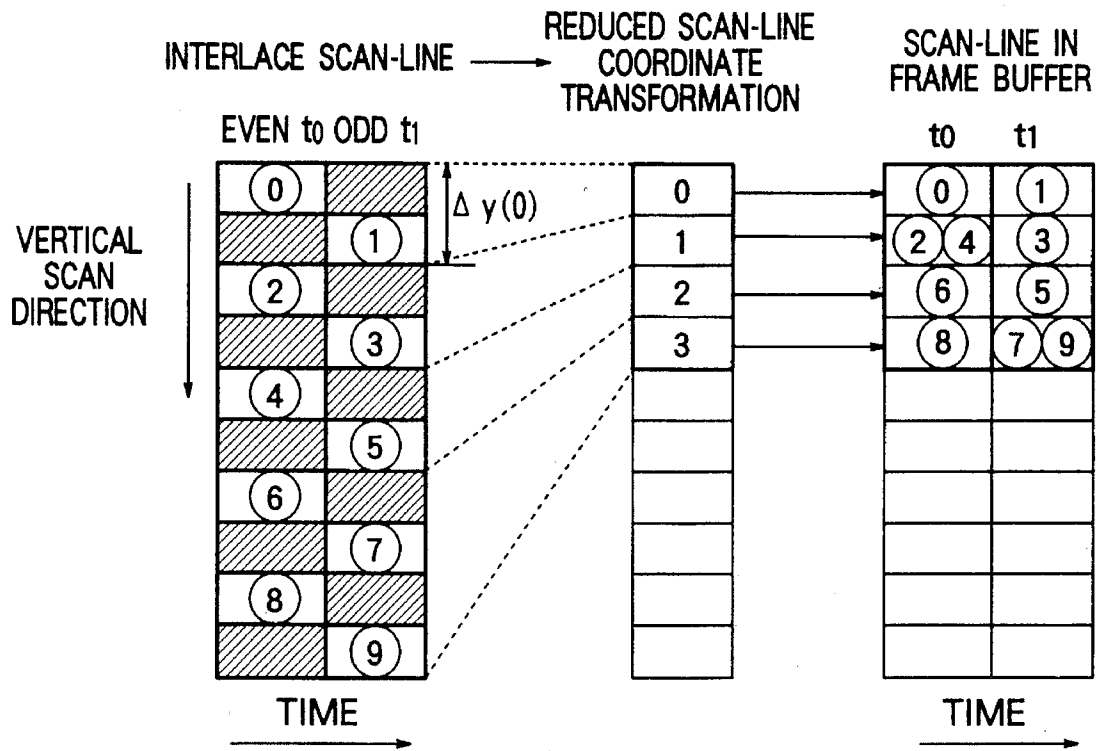 INTERLACE SCAN-LINE
REDUCED SCAN-LINE
COORDINATE
TRANSFORMATION
SCAN-LINE IN
FRAME BUFFER
EVEN t0 ODD t1
t0 t1
VERTICAL
SCAN
DIRECTION
0
1
2
3
4
5
6
7
8
9
Δ y (0)
0
1
2
3
0 1
2 4 3
6 5
8 7 9
TIME
TIME